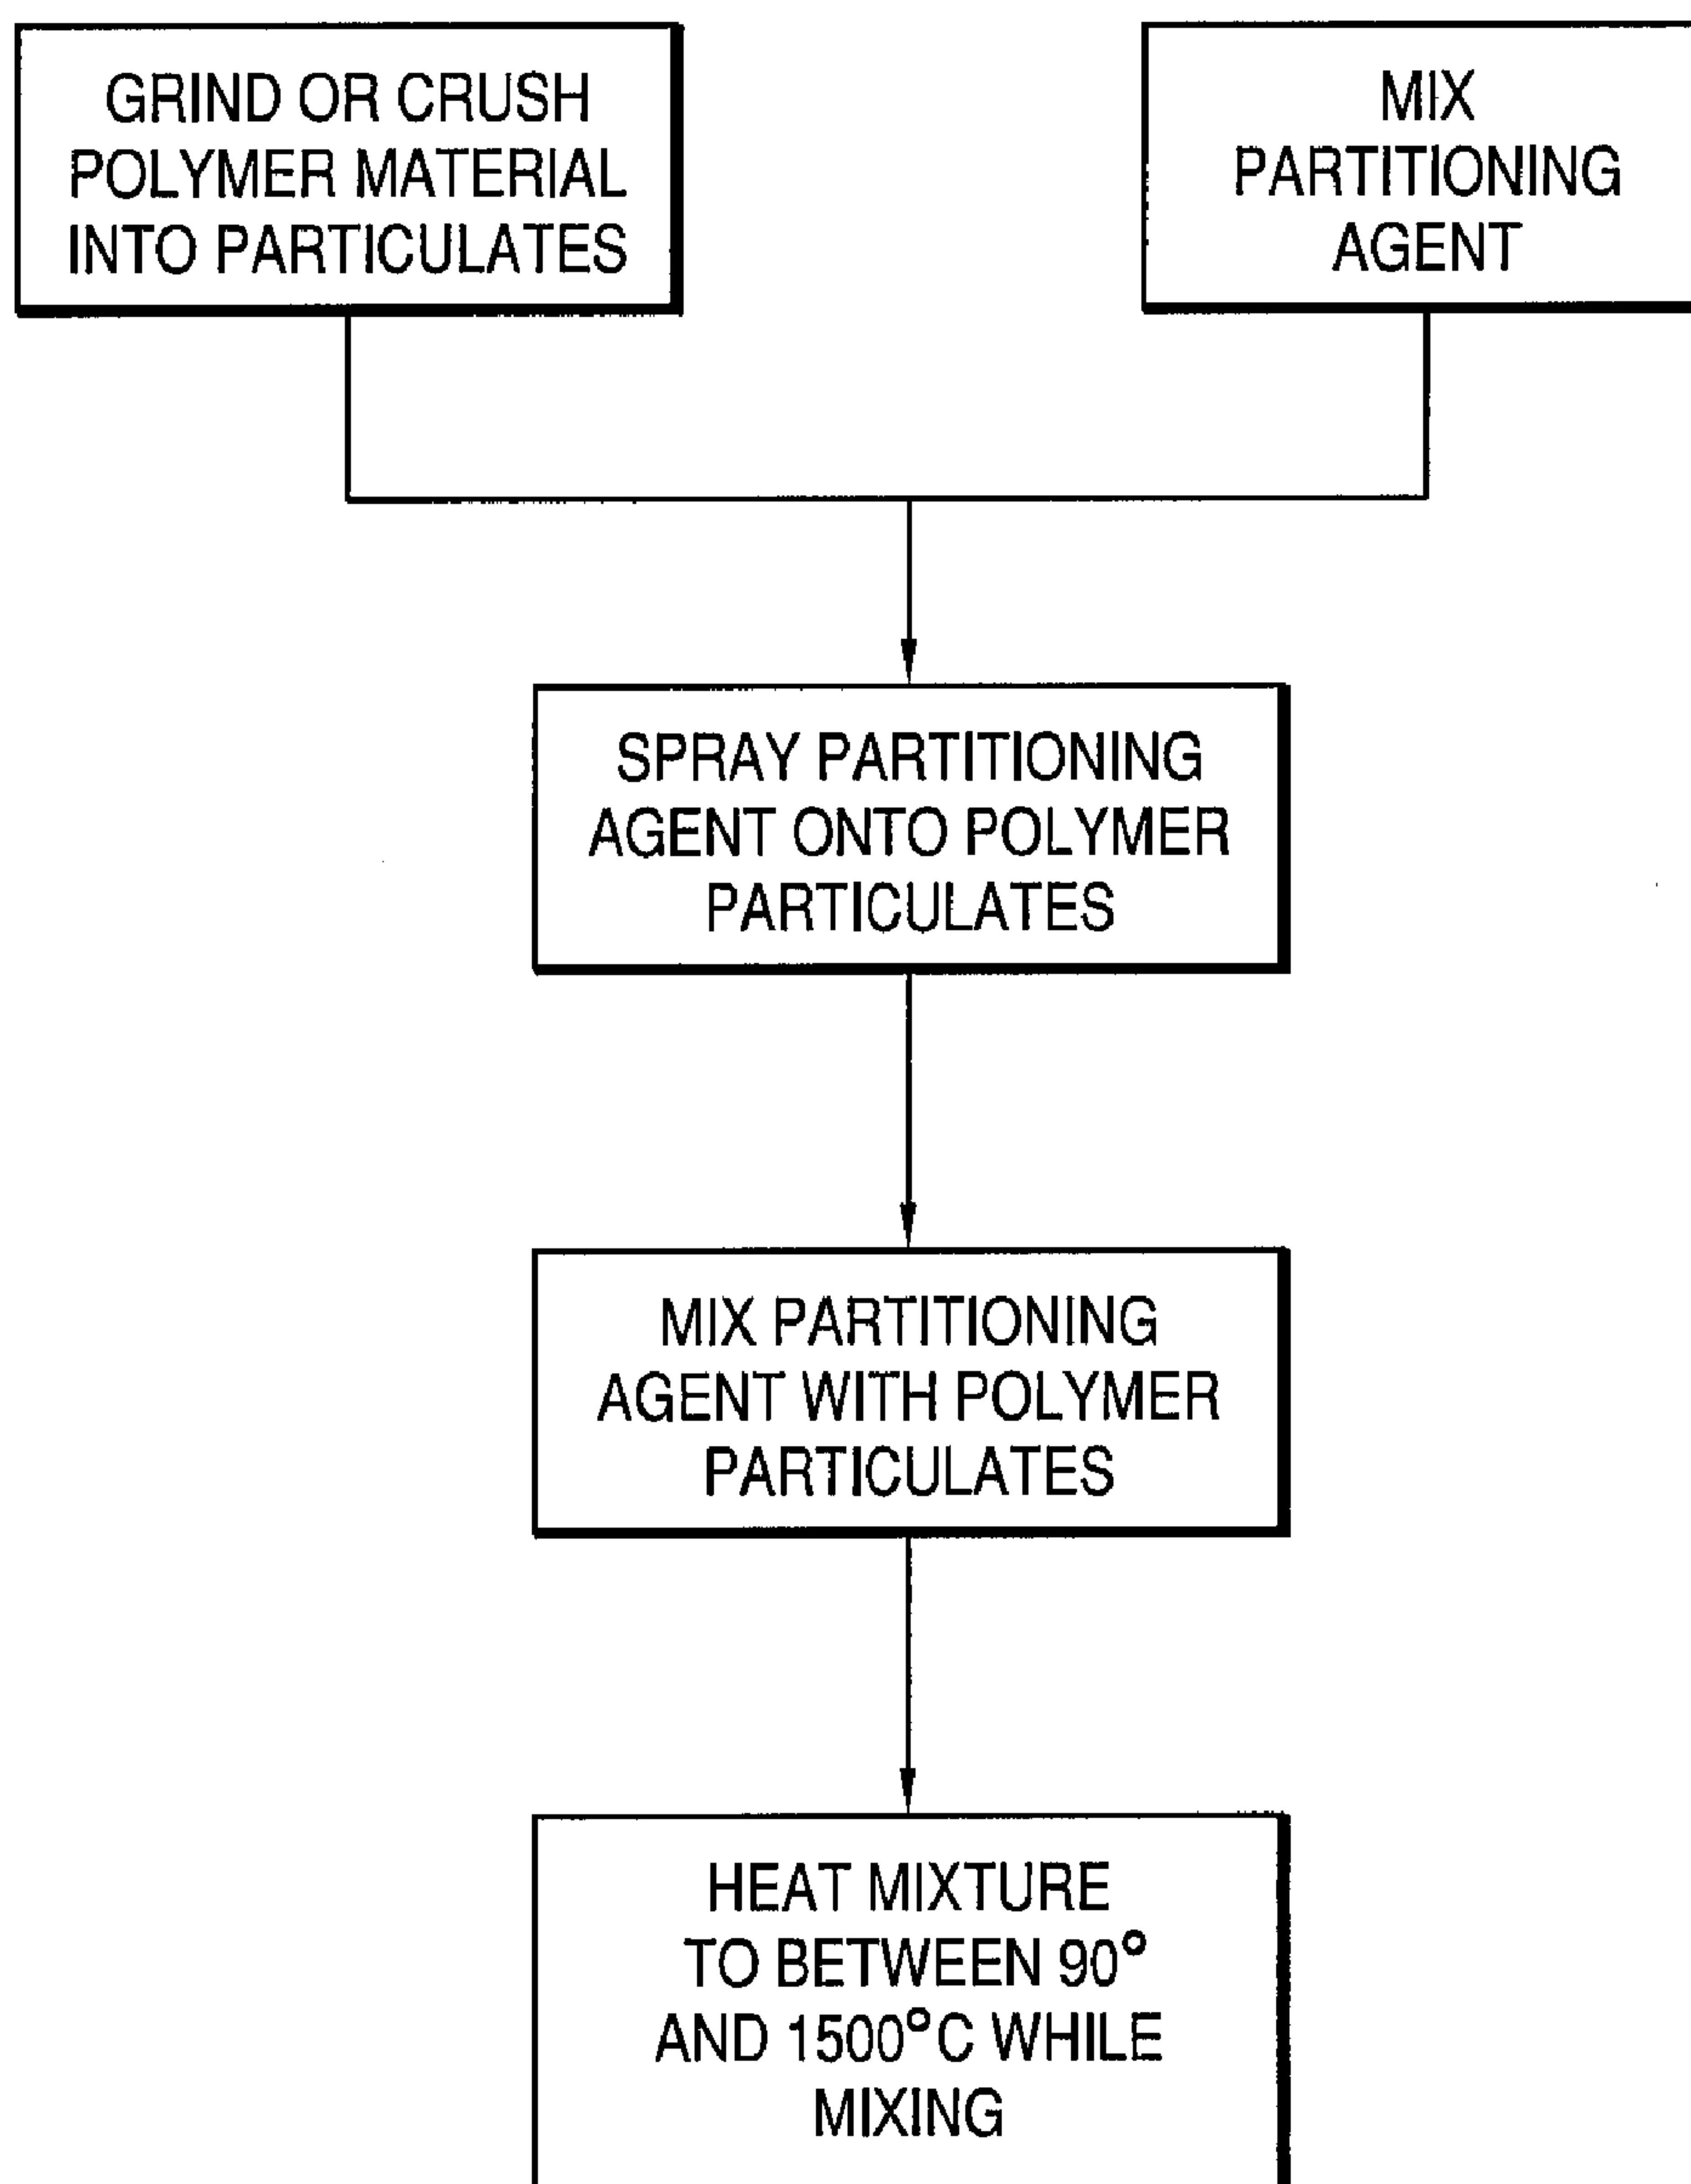 GRIND OR CRUSH
POLYMER MATERIAL
INTO PARTICULATES
MIX
PARTITIONING
AGENT
SPRAY PARTITIONING
AGENT ONTO POLYMER
PARTICULATES
MIX PARTITIONING
AGENT WITH POLYMER
PARTICULATES
HEAT MIXTURE
TO BETWEEN 90°
AND 1500°C WHILE
MIXING